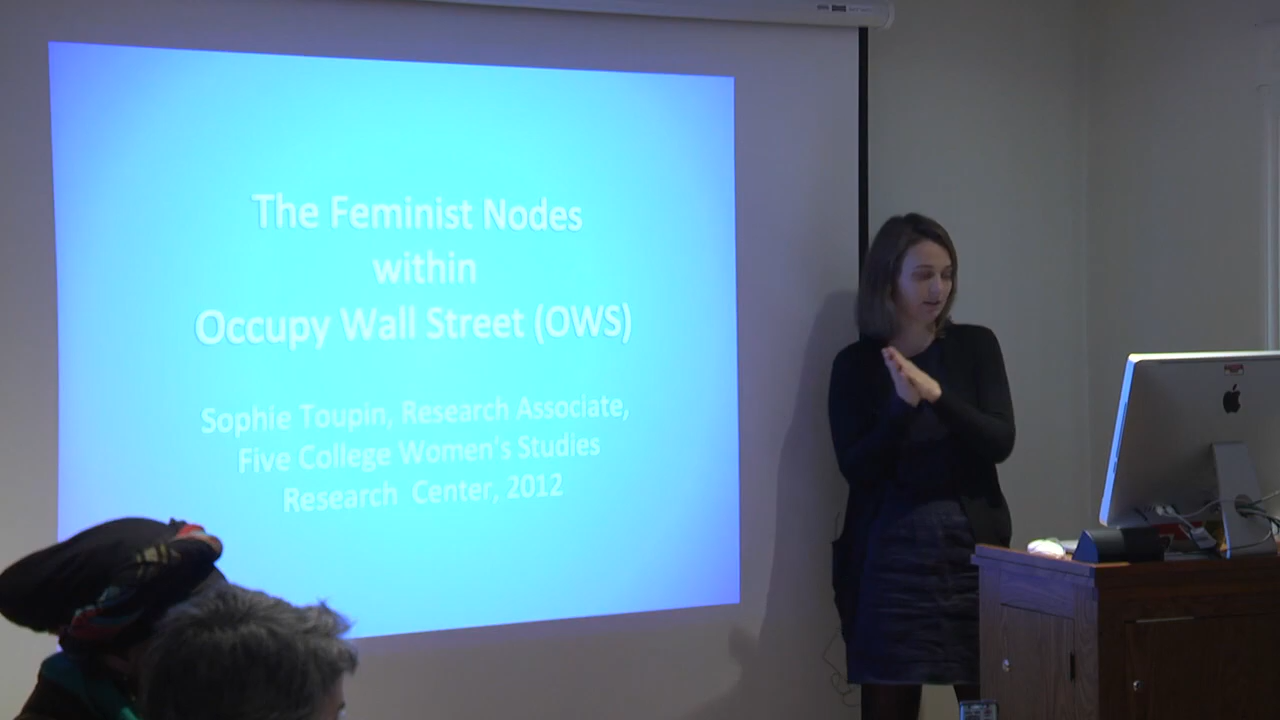 The Feminist Nodes
within
Occupy Wall Street (OWS)
Sophie Toupin, Research Associate,
Five College Women's Studies
Research Center, 2012